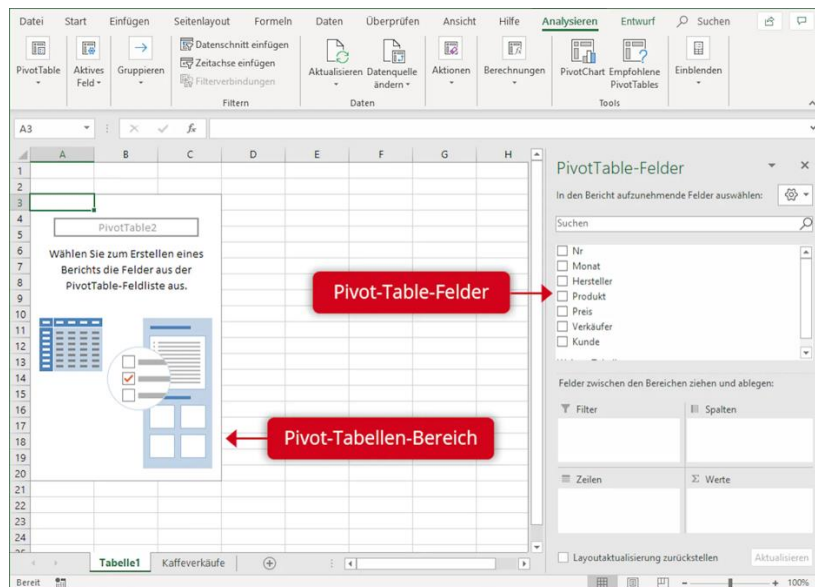 Datei Start Einfügen Seitenlayout Formeln Daten Überprüfen Ansicht Hilfe Analysieren Entwurf Suchen
PivotTable
Aktives
Feld
Gruppieren
Datenschnitt einfügen
Zeitachse einfügen
Filterverbindungen
Filtern
Aktualisieren
Datenquelle
ändern
Daten
Aktionen
Berechnungen
PivotChart
Empfohlene
PivotTables
Tools
Einblenden
A3
fx
A B C D E F G H
1
2
3
4
5
6
7
8
9
10
11
12
13
14
15
16
17
18
19
20
21
22
23
24
PivotTable2
Wählen Sie zum Erstellen eines
Berichts die Felder aus der
PivotTable-Feldliste aus.
Pivot-Table-Felder
Pivot-Tabellen-Bereich
PivotTable-Felder
In den Bericht aufzunehmende Felder auswählen:
Suchen
Nr
Monat
Hersteller
Produkt
Preis
Verkäufer
Kunde
Felder zwischen den Bereichen ziehen und ablegen:
Filter
Spalten
Zeilen
Σ Werte
Layoutaktualisierung zurückstellen
Aktualisieren
Tabelle1 Kaffeverkäufe
Bereit
100%